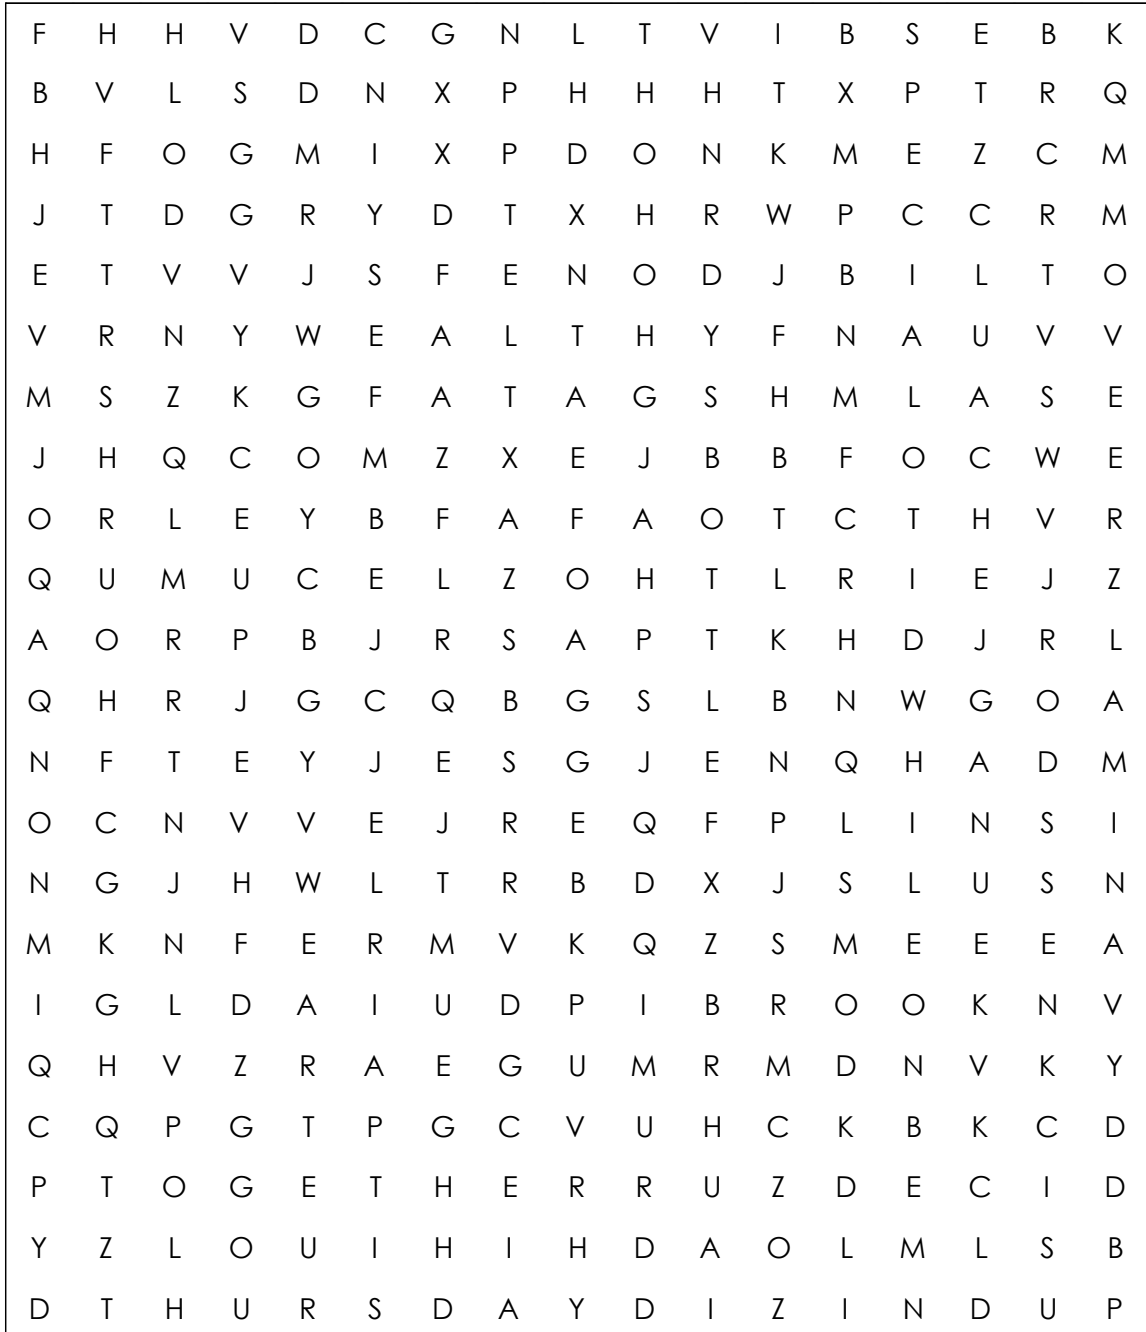 F H H V D C G N L T V I B S E B K
B V L S D N X P H H H T X P T R Q
H F O G M I X P D O N K M E Z C M
J T D G R Y D T X H R W P C C R M
E T V V J S F E N O D J B I L T O
V R N Y W E A L T H Y F N A U V V
M S Z K G F A T A G S H M L A S E
J H Q C O M Z X E J B B F O C W E
O R L E Y B F A F A O T C T H V R
Q U M U C E L Z O H T L R I E J Z
A O R P B J R S A P T K H D J R L
Q H R J G C Q B G S L B N W G O A
N F T E Y J E S G J E N Q H A D M
O C N V V E J R E Q F P L I N S I
N G J H W L T R B D X J S L U S N
M K N F E R M V K Q Z S M E E E A
I G L D A I U D P I B R O O K N V
Q H V Z R A E G U M R M D N V K Y
C Q P G T P G C V U H C K B K C D
P T O G E T H E R R U Z D E C I D
Y Z L O U I H I H D A O L M L S B
D T H U R S D A Y D I Z I N D U P